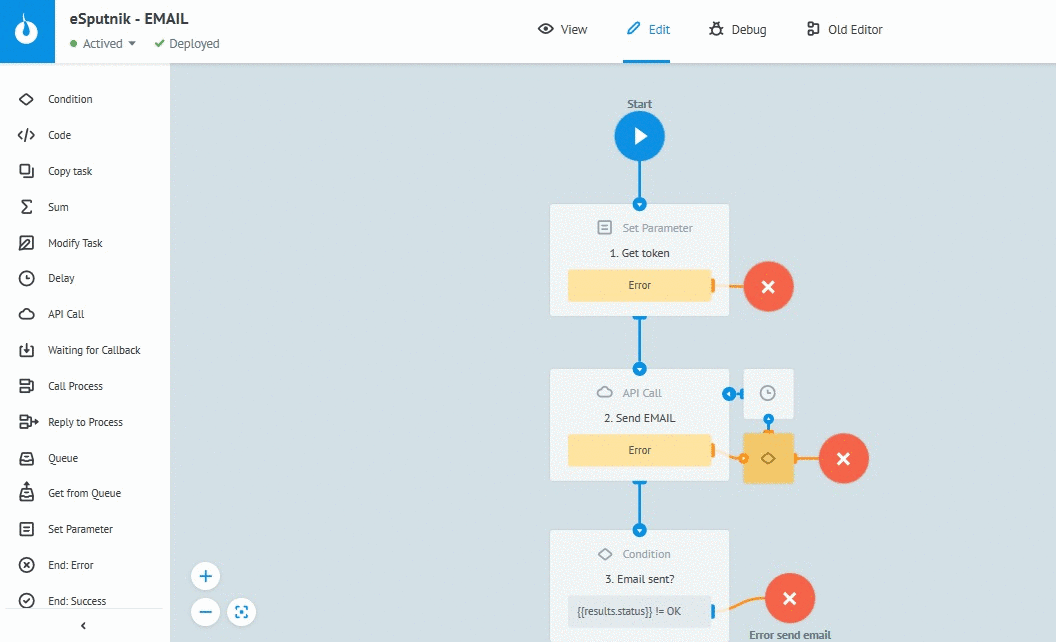 eSputnik - EMAIL
Actived
Deployed
View
Edit
Debug
Old Editor
Condition
Code
Copy task
Sum
Modify Task
Delay
API Call
Waiting for Callback
Call Process
Reply to Process
Queue
Get from Queue
Set Parameter
End: Error
End: Success
Start
Set Parameter
1. Get token
Error
API Call
2. Send EMAIL
Error
Condition
3. Email sent?
{{results.status}} != OK
Error send email